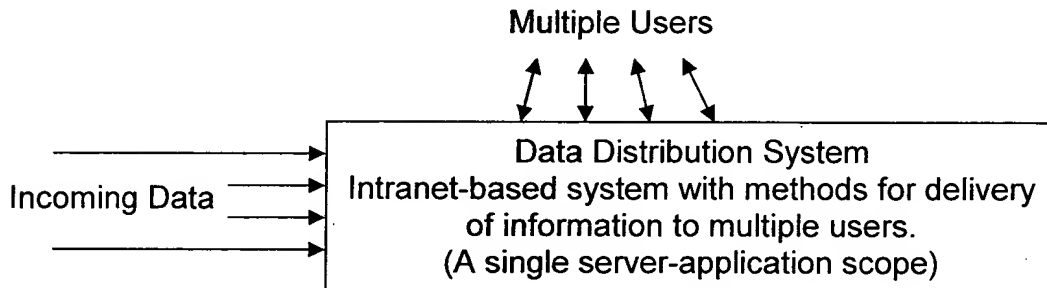 Multiple Users
Incoming Data
Data Distribution System
Intranet-based system with methods for delivery
of information to multiple users.
(A single server-application scope)